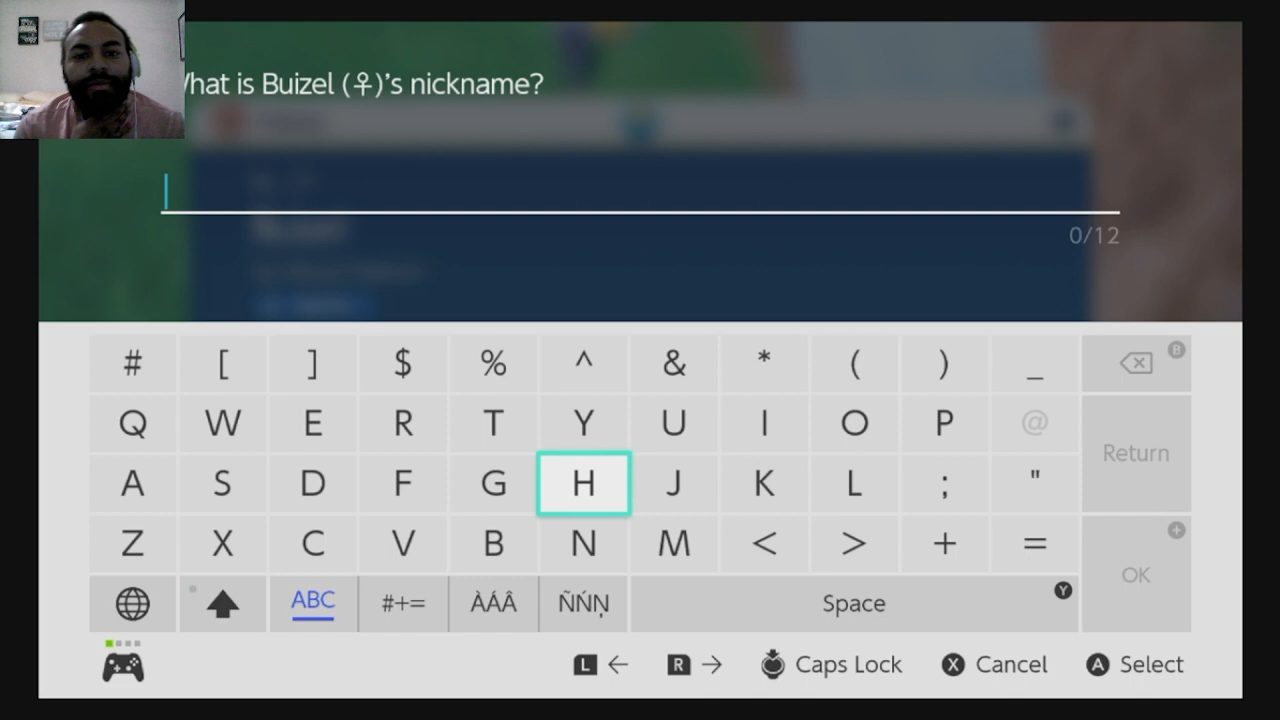 hat is Buizel (♀)'s nickname?
0/12
# [ ] $ % ^ & * ( ) _ B
Q W E R T Y U I O P @ Return
A S D F G H J K L ; "
Z X C V B N M < > + = + OK
ABC #+= ÀÁÂ ÑŃŅ Space Y
L ← R → Caps Lock X Cancel A Select